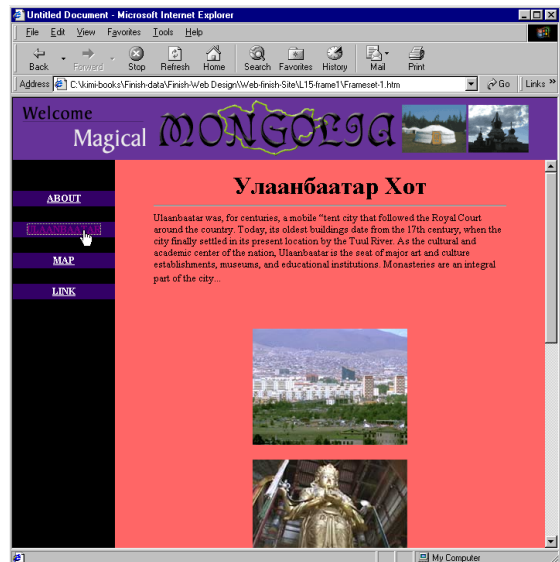 Untitled Document - Microsoft Internet Explorer
File Edit View Favorites Tools Help
Back Forward Stop Refresh Home Search Favorites History Mail Print
Address C:\kimi-books\Finish-data\Finish-Web Design\Web-finish-Site\L15-frame1\Frameset-1.htm Go Links »
Welcome
Magical MONGOLIA
ABOUT
ULAANBAATAR
MAP
LINK
Улаанбаатар Хот
Ulaanbaatar was, for centuries, a mobile "tent city that followed the Royal Court
around the country. Today, its oldest buildings date from the 17th century, when the
city finally settled in its present location by the Tuul River. As the cultural and
academic center of the nation, Ulaanbaatar is the seat of major art and culture
establishments, museums, and educational institutions. Monasteries are an integral
part of the city...
My Computer